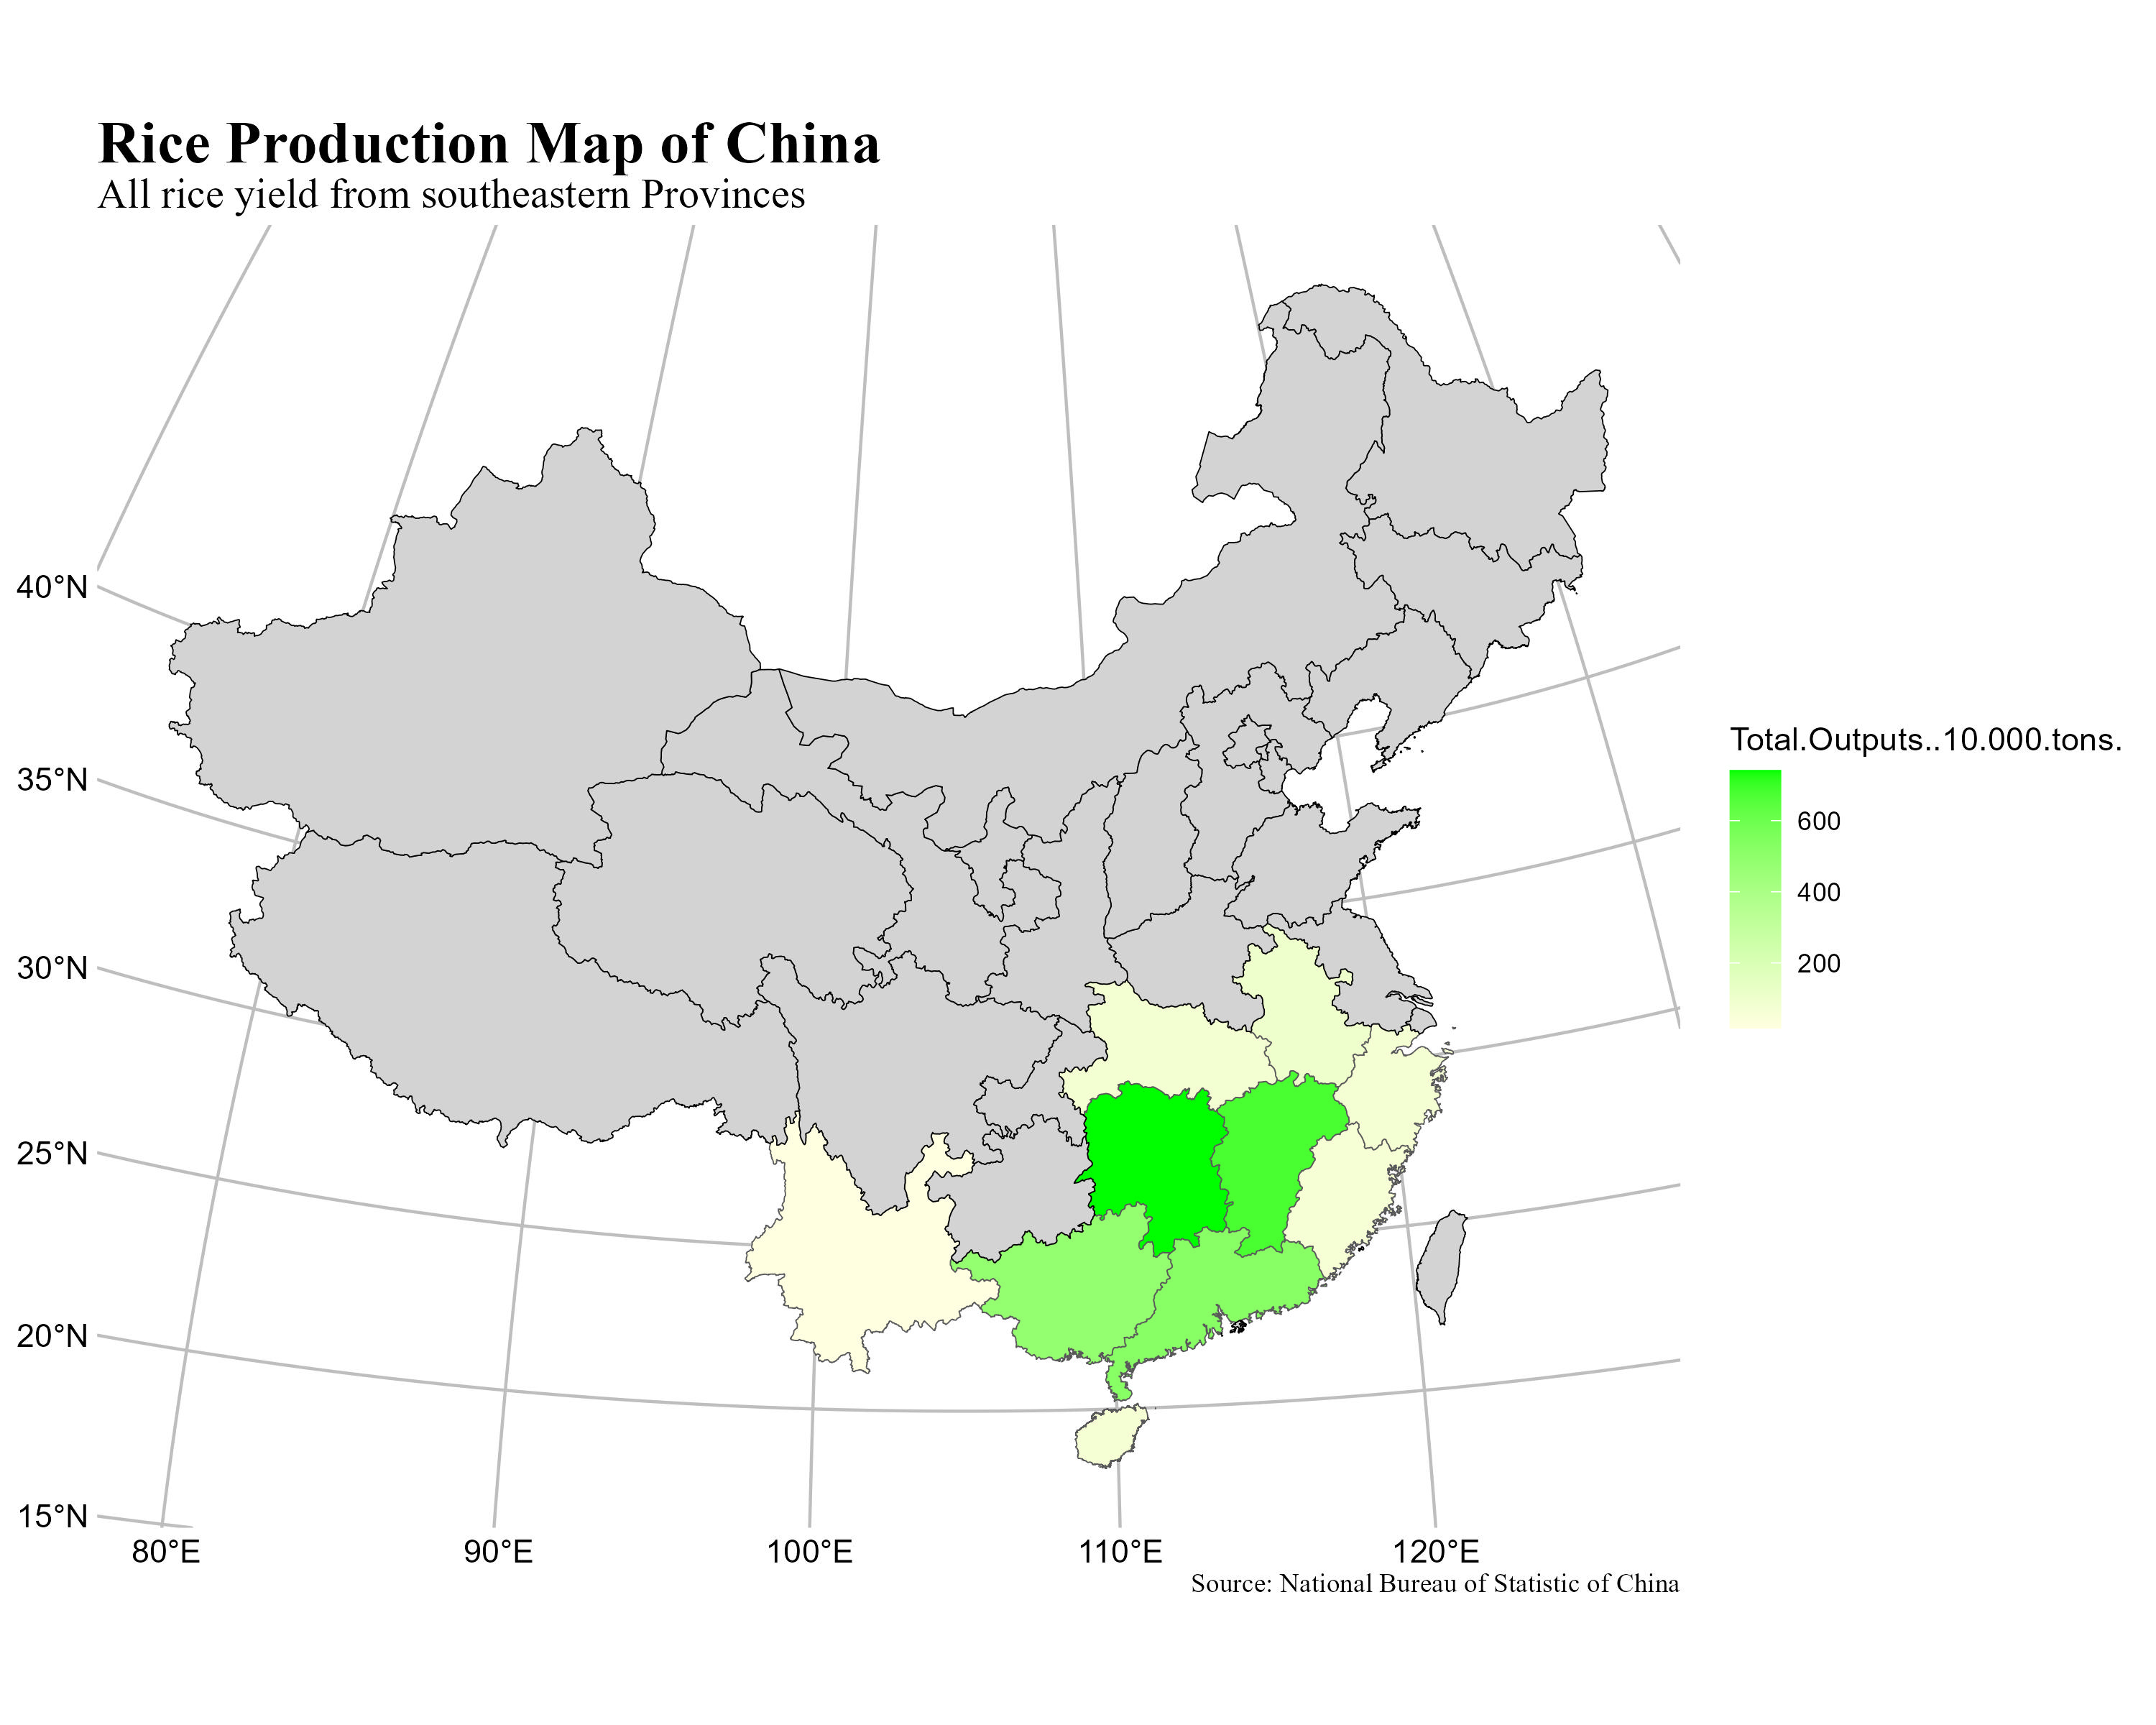 Rice Production Map of China
All rice yield from southeastern Provinces
40°N
35°N
30°N
25°N
20°N
15°N
80°E
90°E
100°E
110°E
120°E
Total.Outputs..10.000.tons.
600
400
200
Source: National Bureau of Statistic of China